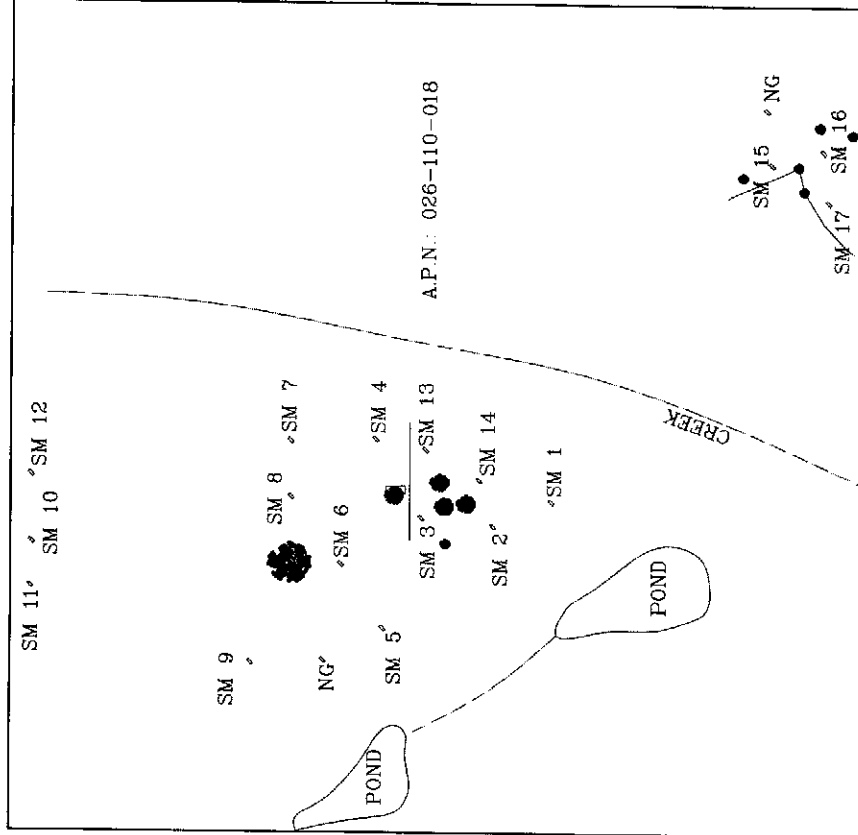 SM 12
SM 10
SM 11
SM 7
SM 8
SM 9
SM 6
NG
SM 4
SM 13
SM 3
SM 5
SM 14
SM 2
SM 1
POND
POND
CREEK
A.P.N.: 026-110-018
NG
SM 15
SM 16
SM 17